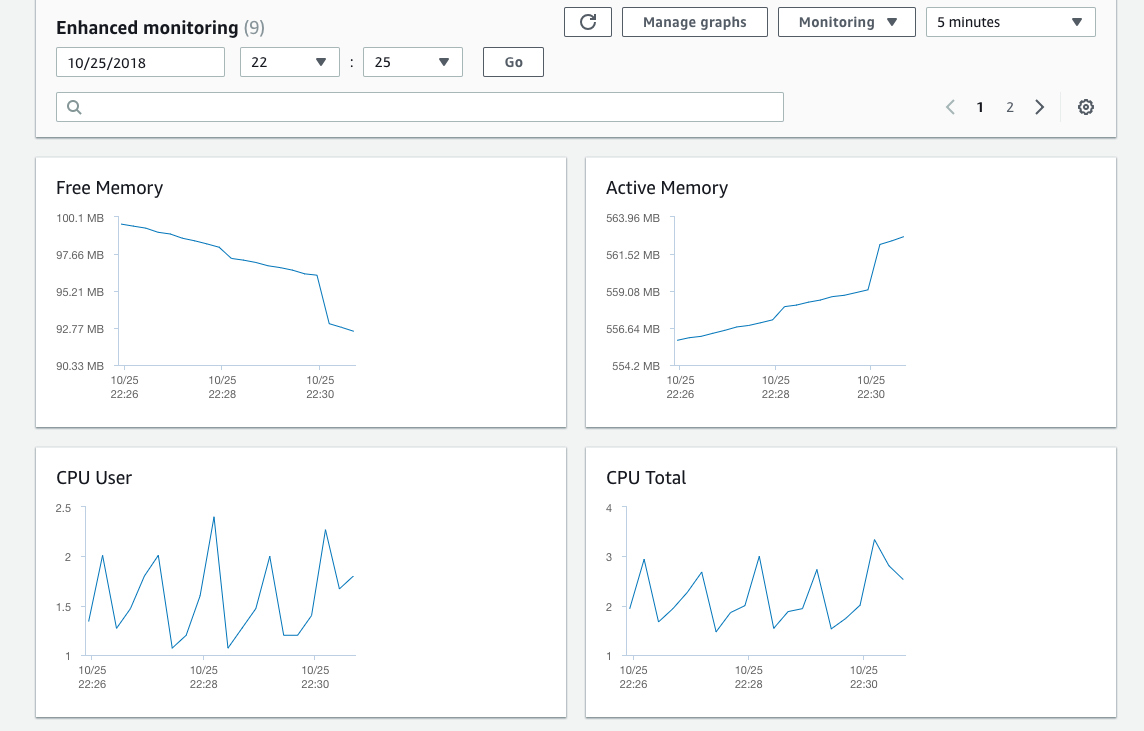 Enhanced monitoring (9)
Manage graphs
Monitoring
5 minutes
10/25/2018
22
:
25
Go
1
2
Free Memory
100.1 MB
97.66 MB
95.21 MB
92.77 MB
90.33 MB
10/25 10/25 10/25
22:26 22:28 22:30
Active Memory
563.96 MB
561.52 MB
559.08 MB
556.64 MB
554.2 MB
10/25 10/25 10/25
22:26 22:28 22:30
CPU User
2.5
2
1.5
1
10/25 10/25 10/25
22:26 22:28 22:30
CPU Total
4
3
2
1
10/25 10/25 10/25
22:26 22:28 22:30